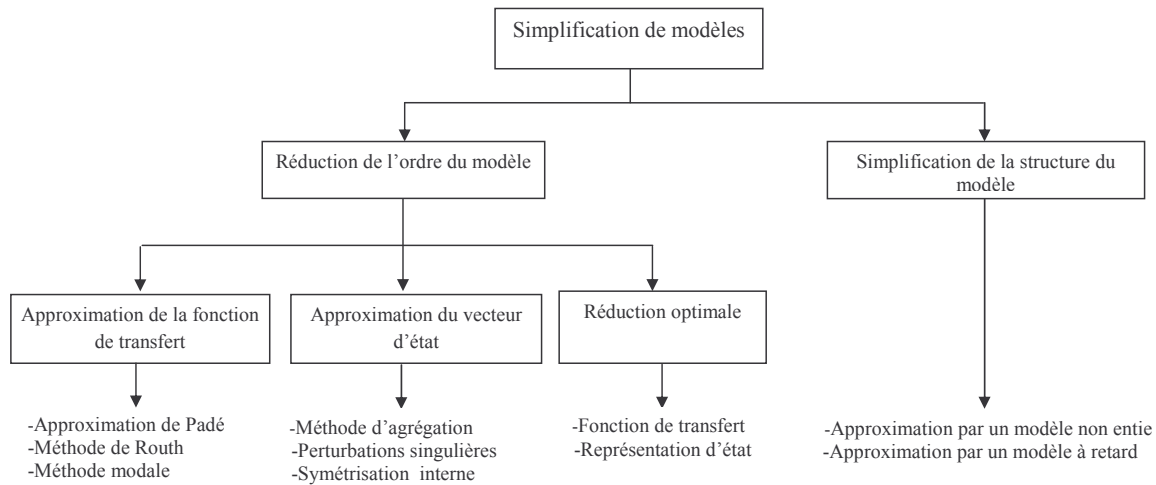 Simplification de modèles
Réduction de l'ordre du modèle
Simplification de la structure du
modèle
Approximation de la fonction
de transfert
Approximation du vecteur
d'état
Réduction optimale
-Approximation de Padé
-Méthode de Routh
-Méthode modale
-Méthode d'agrégation
-Perturbations singulières
-Symétrisation interne
-Fonction de transfert
-Représentation d'état
-Approximation par un modèle non entie
-Approximation par un modèle à retard